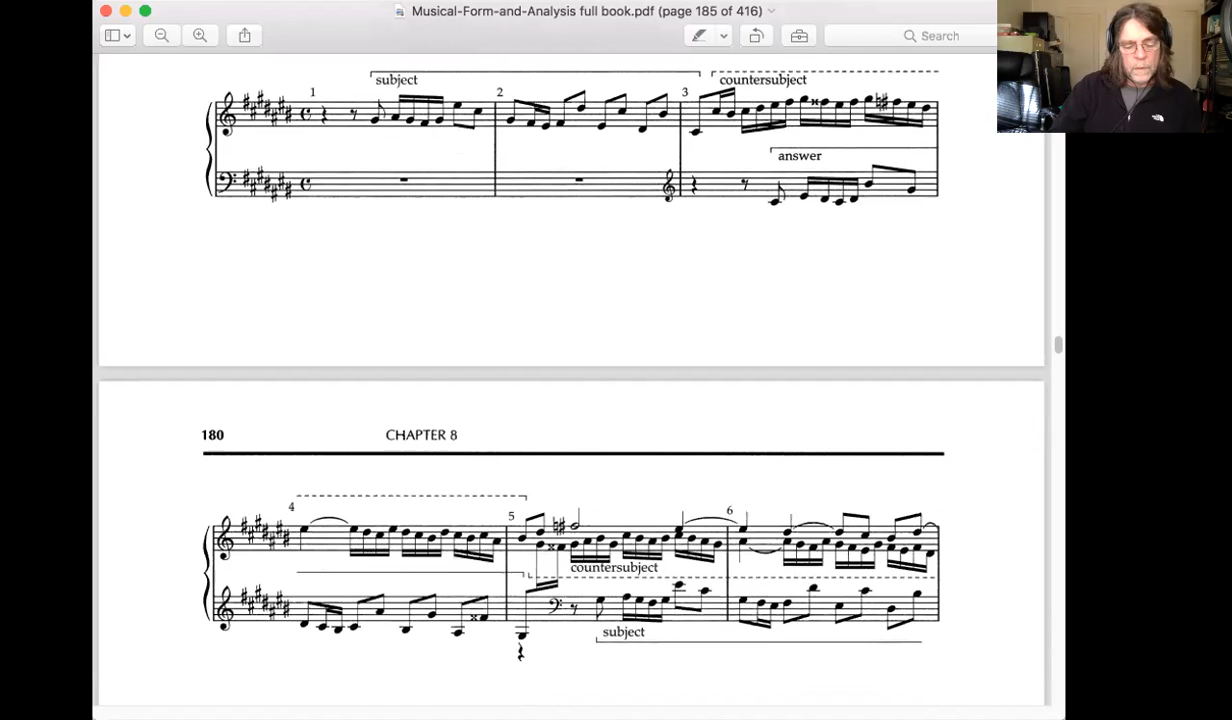 Musical-Form-and-Analysis full book.pdf (page 185 of 416)
Search
subject
countersubject
1
2
3
answer
180 CHAPTER 8
4
5
6
countersubject
subject